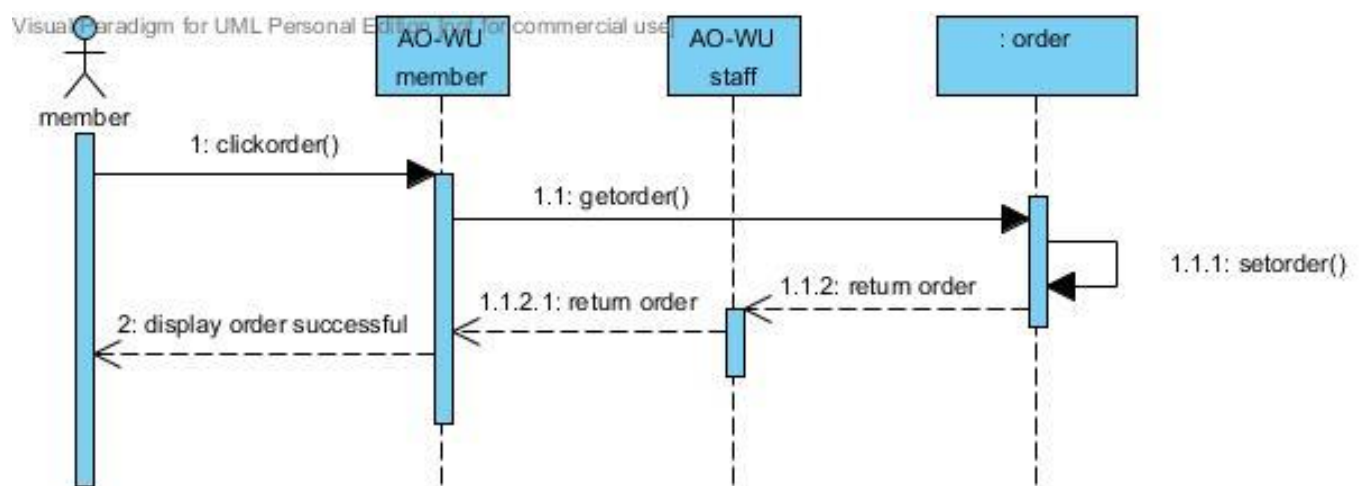 Visual Paradigm for UML Personal Edition [not for commercial use]
AO-WU
member
AO-WU
staff
: order
member
1: clickorder()
1.1: getorder()
1.1.1: setorder()
1.1.2: return order
1.1.2.1: return order
2: display order successful